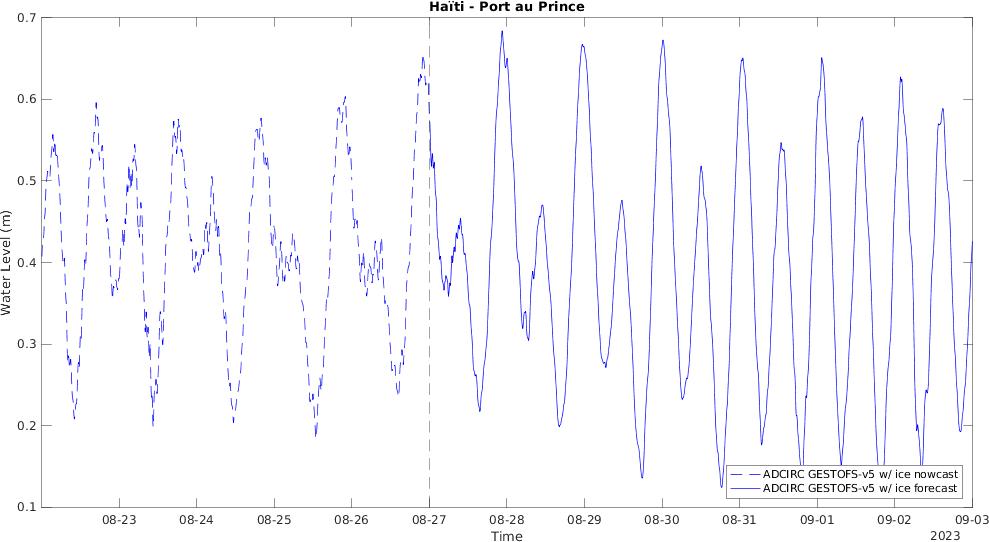 Haïti - Port au Prince
Water Level (m)
0.7
0.6
0.5
0.4
0.3
0.2
0.1
ADCIRC GESTOFS-v5 w/ ice nowcast
ADCIRC GESTOFS-v5 w/ ice forecast
08-23 08-24 08-25 08-26 08-27 08-28 08-29 08-30 08-31 09-01 09-02 09-03
Time
2023